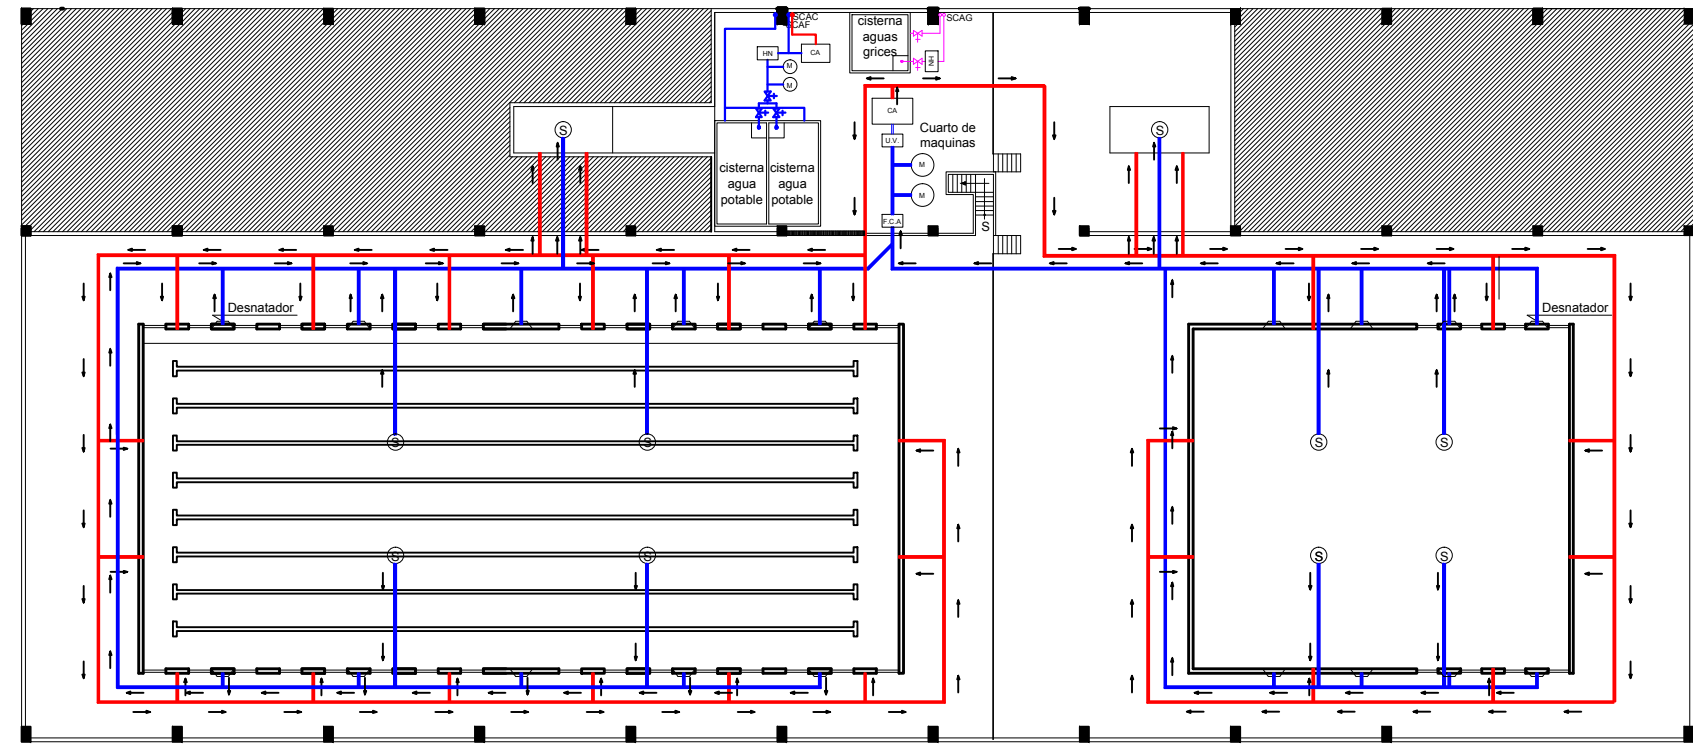 SCAC
CAF
cisterna
aguas
grices
SCAG
HN
CA
M
M
NH
CA
U.V.
Cuarto de
maquinas
M
M
F.C.A
S
S
S
cisterna
agua
potable
cisterna
agua
potable
Desnatador
Desnatador
S
S
S
S
S
S
S
S